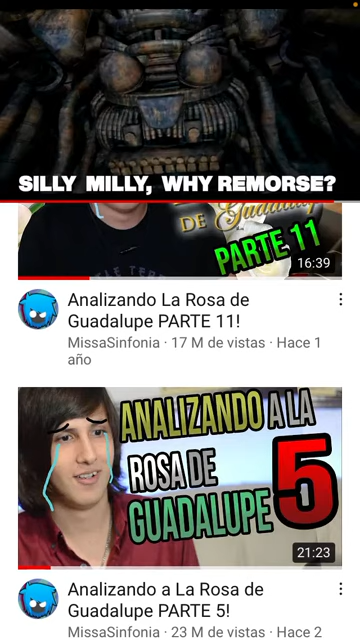 SILLY MILLY, WHY REMORSE?
DE Guadalupe
PARTE 11
16:39
Analizando La Rosa de
Guadalupe PARTE 11!
MissaSinfonia · 17 M de vistas · Hace 1
año
ANALIZANDO A LA
ROSA DE
GUADALUPE 5
21:23
Analizando a La Rosa de
Guadalupe PARTE 5!
MissaSinfonia · 23 M de vistas · Hace 2